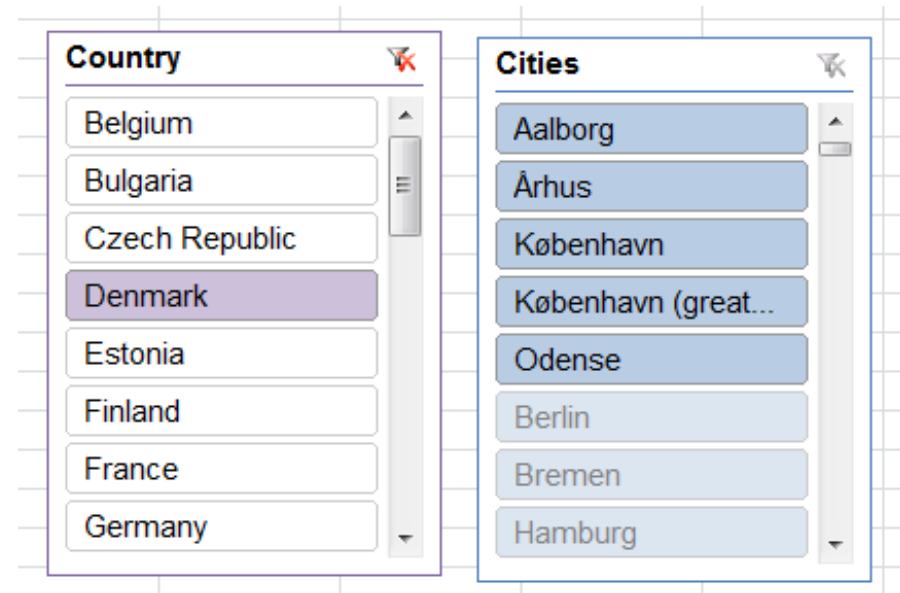 Country
Belgium
Bulgaria
Czech Republic
Denmark
Estonia
Finland
France
Germany
Cities
Aalborg
Århus
København
København (great...
Odense
Berlin
Bremen
Hamburg